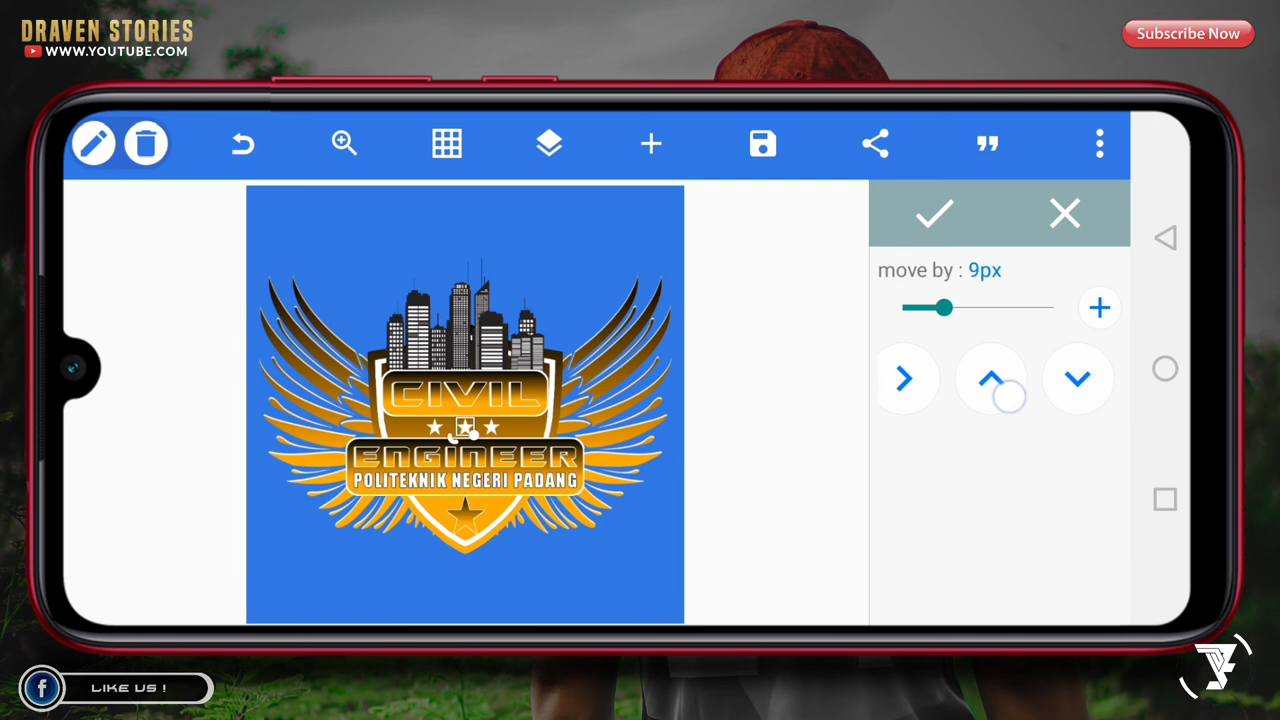 DRAVEN STORIES
WWW.YOUTUBE.COM
Subscribe Now
move by : 9px
CIVIL
ENGINEER
POLITEKNIK NEGERI PADANG
LIKE US !